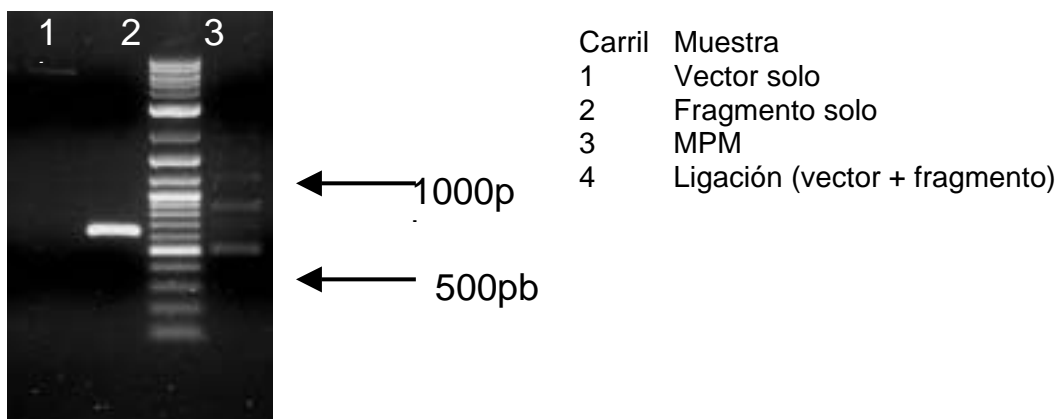 1 2 3
Carril Muestra
1 Vector solo
2 Fragmento solo
3 MPM
4 Ligación (vector + fragmento)
1000p
500pb